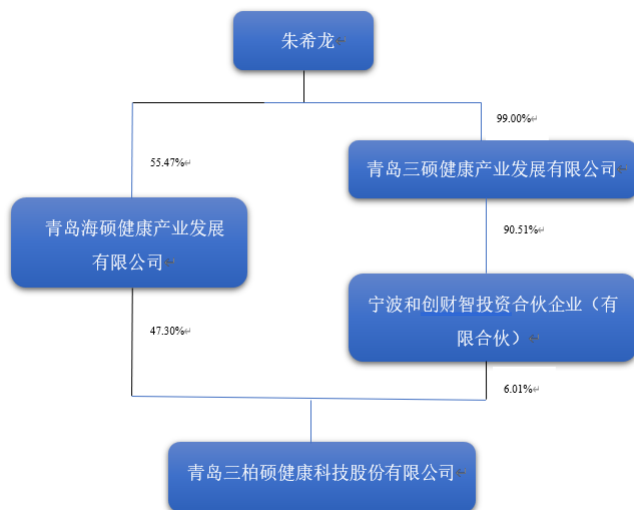 朱希龙
99.00%
55.47%
青岛三硕健康产业发展有限公司
青岛海硕健康产业发展
有限公司
90.51%
宁波和创财智投资合伙企业（有
限合伙）
47.30%
6.01%
青岛三柏硕健康科技股份有限公司